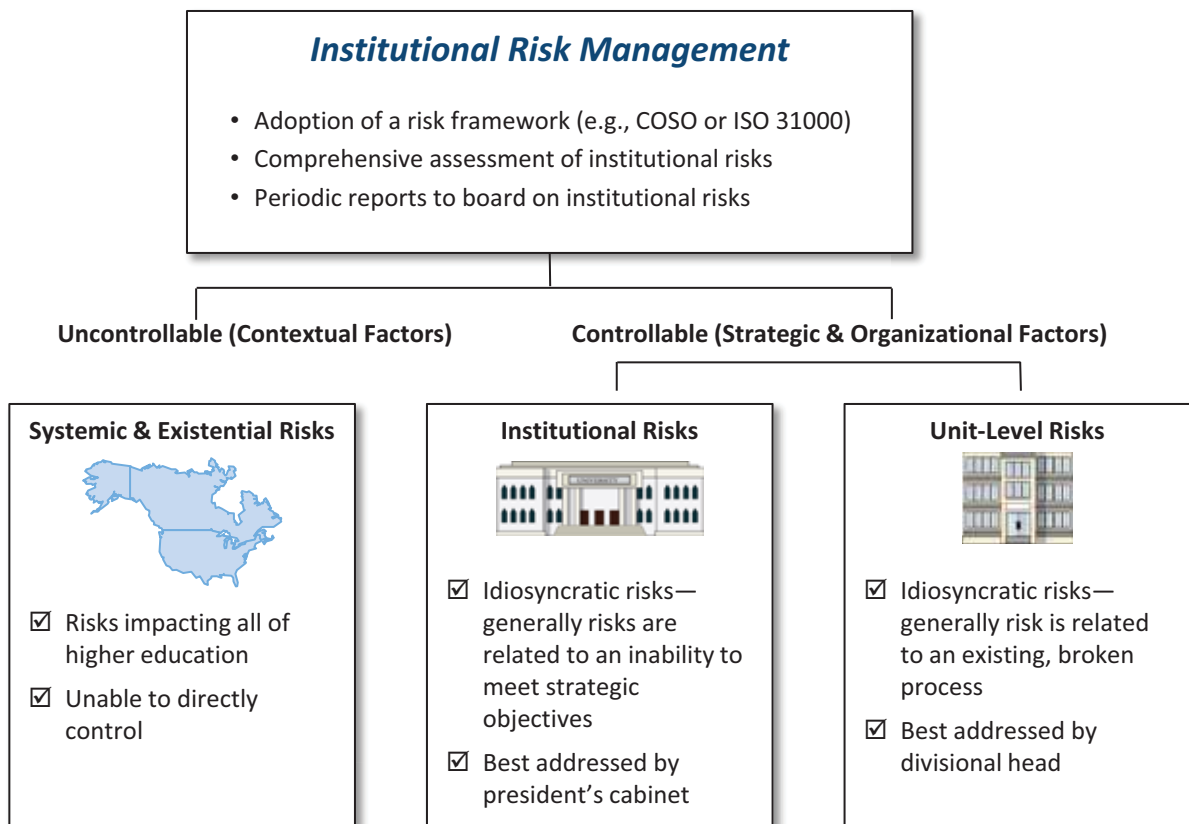 Institutional Risk Management
• Adoption of a risk framework (e.g., COSO or ISO 31000)
• Comprehensive assessment of institutional risks
• Periodic reports to board on institutional risks
Uncontrollable (Contextual Factors)
Controllable (Strategic & Organizational Factors)
Systemic & Existential Risks
☑ Risks impacting all of
higher education
☑ Unable to directly
control
Institutional Risks
UNIVERSITY
☑ Idiosyncratic risks—
generally risks are
related to an inability to
meet strategic
objectives
☑ Best addressed by
president’s cabinet
Unit-Level Risks
☑ Idiosyncratic risks—
generally risk is related
to an existing, broken
process
☑ Best addressed by
divisional head